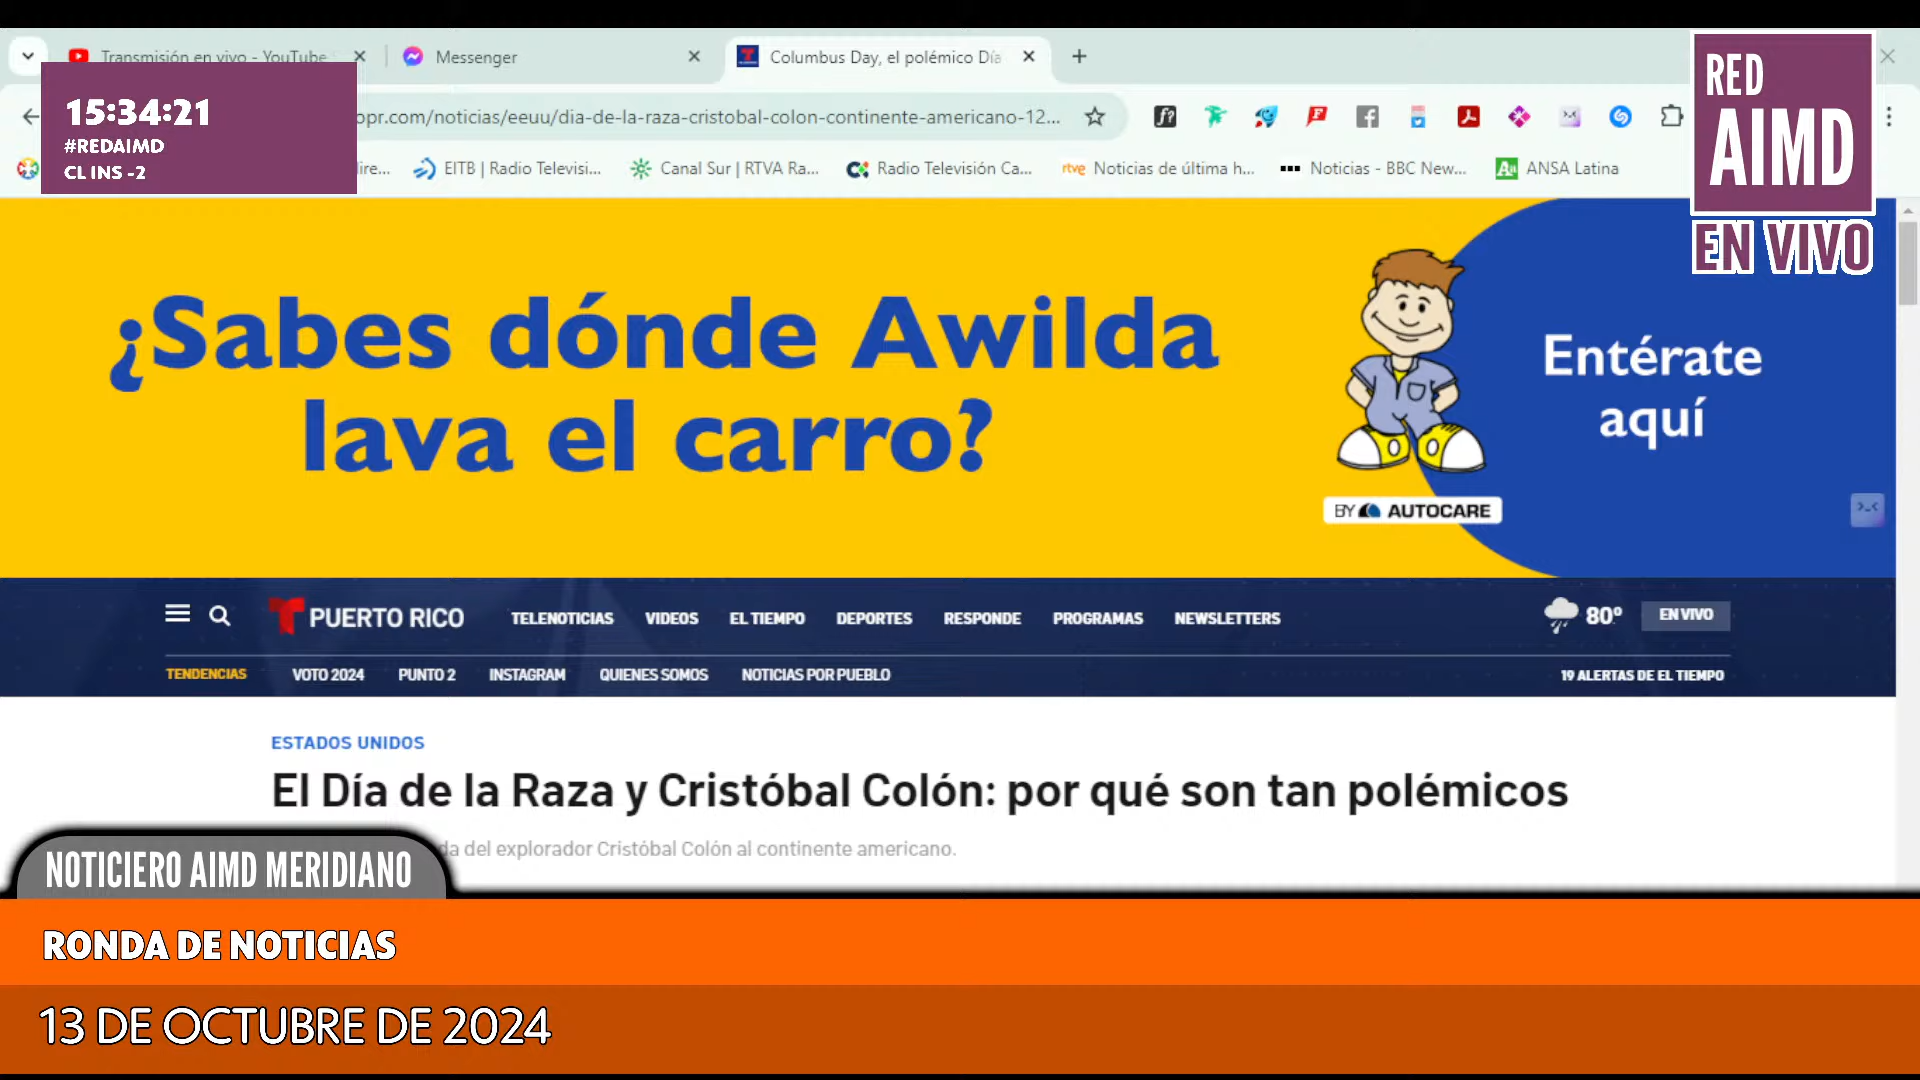 Transmisión en vivo - YouTube
Messenger
Columbus Day, el polémico Día
15:34:21
#REDAIMD
CL INS -2
opr.com/noticias/eeuu/dia-de-la-raza-cristobal-colon-continente-americano-12...
ire...
EITB | Radio Televisi...
Canal Sur | RTVA Ra...
Radio Televisión Ca...
rtve Noticias de última h...
Noticias - BBC New...
ANSA Latina
RED
AIMD
EN VIVO
¿Sabes dónde Awilda
lava el carro?
BY AUTOCARE
Entérate
aquí
PUERTO RICO
TELENOTICIAS
VIDEOS
EL TIEMPO
DEPORTES
RESPONDE
PROGRAMAS
NEWSLETTERS
80º
EN VIVO
TENDENCIAS
VOTO 2024
PUNTO 2
INSTAGRAM
QUIENES SOMOS
NOTICIAS POR PUEBLO
19 ALERTAS DE EL TIEMPO
ESTADOS UNIDOS
El Día de la Raza y Cristóbal Colón: por qué son tan polémicos
da del explorador Cristóbal Colón al continente americano.
NOTICIERO AIMD MERIDIANO
RONDA DE NOTICIAS
13 DE OCTUBRE DE 2024